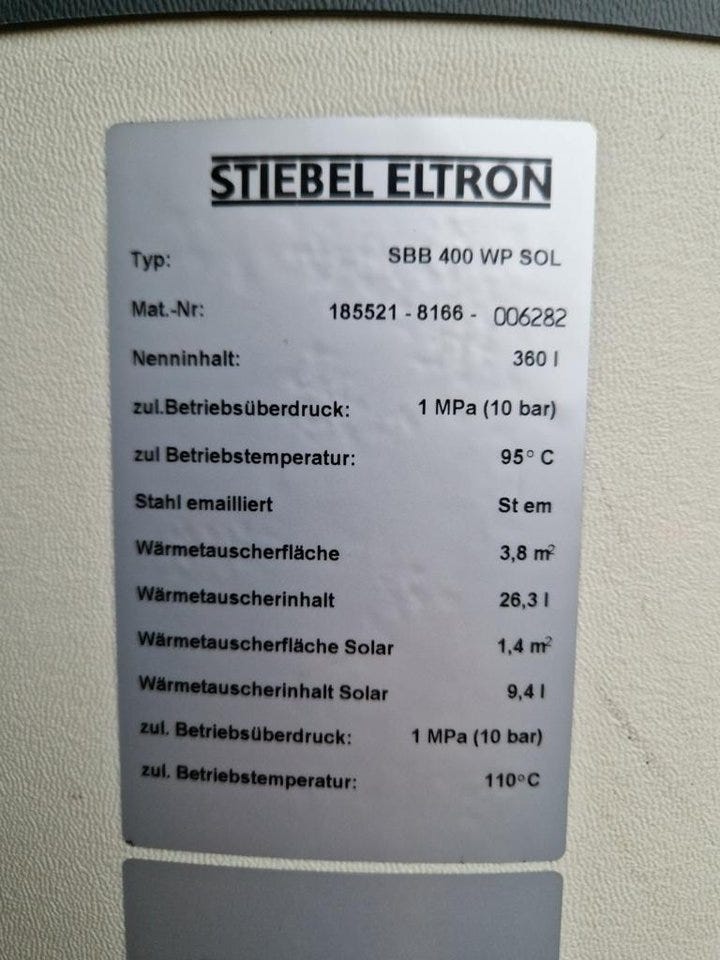 STIEBEL ELTRON
Typ: SBB 400 WP SOL
Mat.-Nr: 185521 - 8166 - 006282
Nenninhalt: 360 l
zul.Betriebsüberdruck: 1 MPa (10 bar)
zul Betriebstemperatur: 95° C
Stahl emailliert St em
Wärmetauscherfläche 3,8 m²
Wärmetauscherinhalt 26,3 l
Wärmetauscherfläche Solar 1,4 m²
Wärmetauscherinhalt Solar 9,4 l
zul. Betriebsüberdruck: 1 MPa (10 bar)
zul. Betriebstemperatur: 110°C